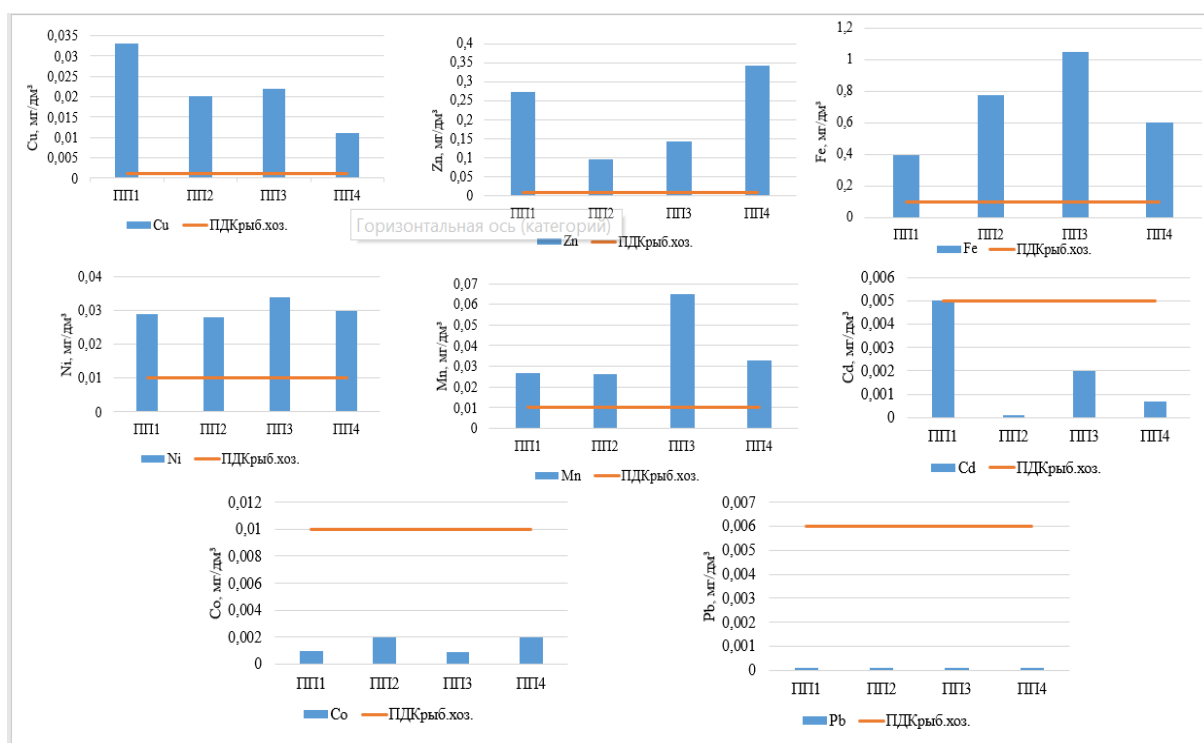 Cu, мг/дм³
0,035
0,03
0,025
0,02
0,015
0,01
0,005
0
ПП1 ПП2 ПП3 ПП4
Cu ПДКрыб.хоз.
Zn, мг/дм³
0,4
0,35
0,3
0,25
0,2
0,15
0,1
0,05
0
ПП1 ПП2 ПП3 ПП4
Горизонтальная ось (категорий)
Zn ПДКрыб.хоз.
Fe, мг/дм³
1,2
1
0,8
0,6
0,4
0,2
0
ПП1 ПП2 ПП3 ПП4
Fe ПДКрыб.хоз.
Ni, мг/дм³
0,04
0,03
0,02
0,01
0
ПП1 ПП2 ПП3 ПП4
Ni ПДКрыб.хоз.
Mn, мг/дм³
0,07
0,06
0,05
0,04
0,03
0,02
0,01
0
ПП1 ПП2 ПП3 ПП4
Mn ПДКрыб.хоз.
Cd, мг/дм³
0,006
0,005
0,004
0,003
0,002
0,001
0
ПП1 ПП2 ПП3 ПП4
Cd ПДКрыб.хоз.
Co, мг/дм³
0,012
0,01
0,008
0,006
0,004
0,002
0
ПП1 ПП2 ПП3 ПП4
Co ПДКрыб.хоз.
Pb, мг/дм³
0,007
0,006
0,005
0,004
0,003
0,002
0,001
0
ПП1 ПП2 ПП3 ПП4
Pb ПДКрыб.хоз.